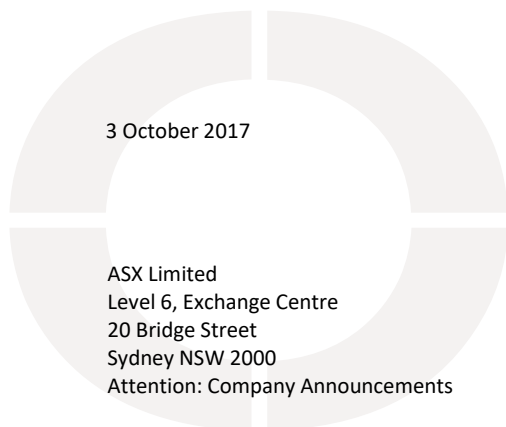 3 October 2017
ASX Limited
Level 6, Exchange Centre
20 Bridge Street
Sydney NSW 2000
Attention: Company Announcements